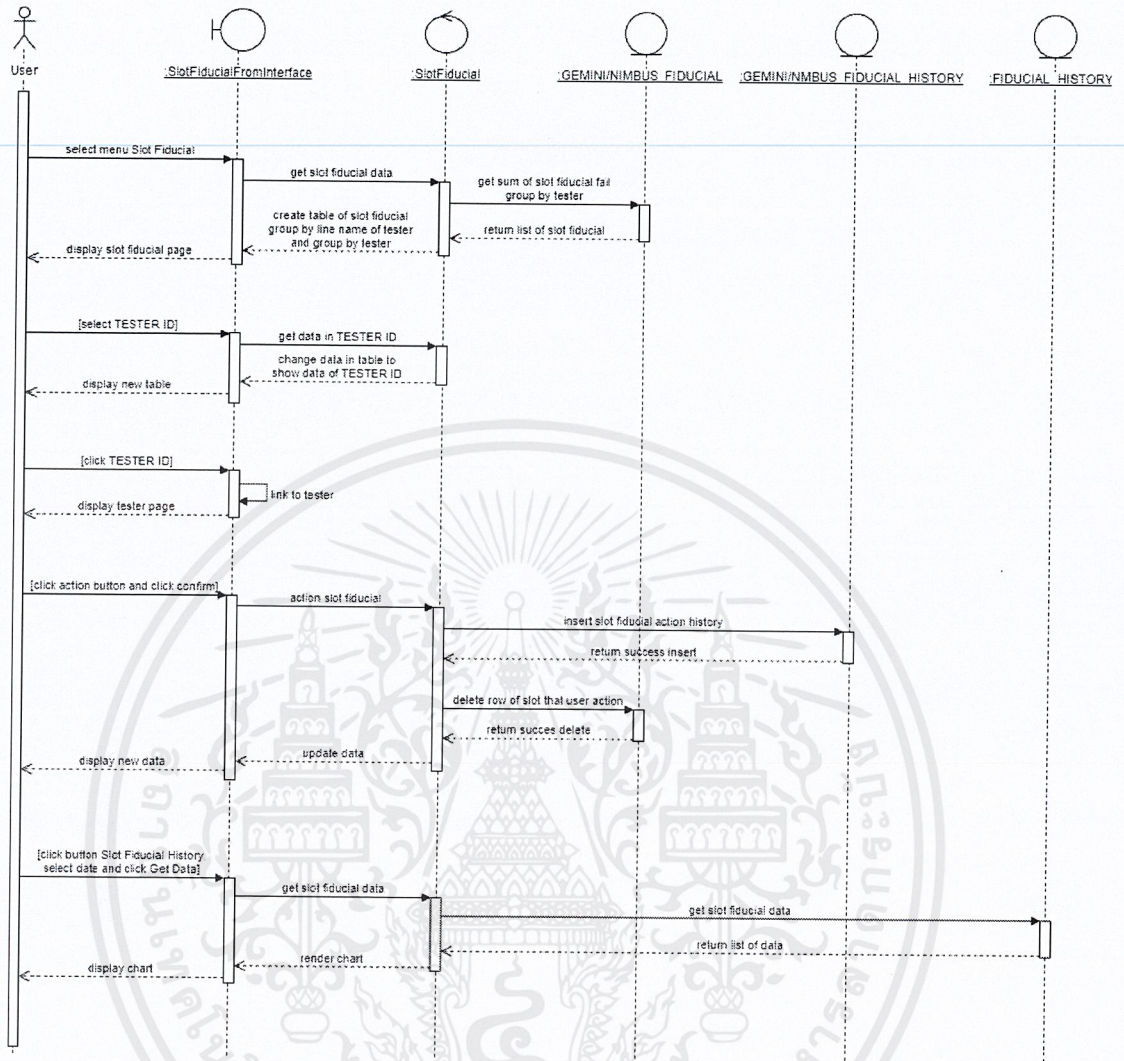 User
:SlotFiducialFromInterface
:SlotFiducial
:GEMINI/NIMBUS_FIDUCIAL
:GEMINI/NMBUS_FIDUCIAL_HISTORY
:FIDUCIAL_HISTORY
select menu Slot Fiducial
get slot fiducial data
get sum of slot fiducial fail
group by tester
return list of slot fiducial
create table of slot fiducial
group by line name of tester
and group by tester
display slot fiducial page
[select TESTER ID]
get data in TESTER ID
change data in table to
show data of TESTER ID
display new table
[click TESTER ID]
link to tester
display tester page
[click action button and click confirm]
action slot fiducial
insert slot fiducial action history
return success insert
delete row of slot that user action
return succes delete
update data
display new data
[click button Slot Fiducial History
select date and click Get Data]
get slot fiducial data
get slot fiducial data
return list of data
render chart
display chart